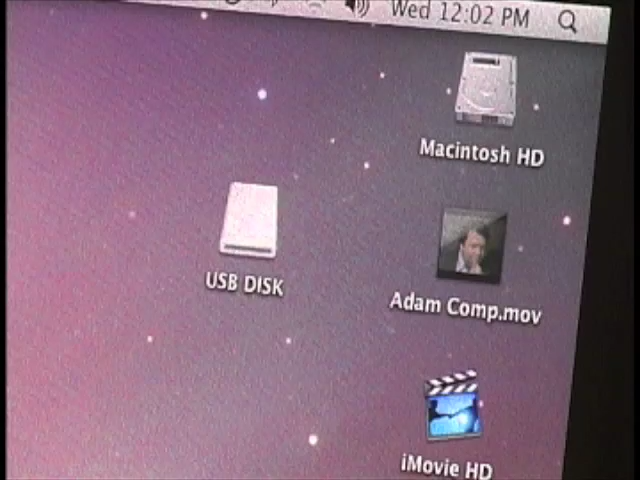 Wed 12:02 PM
Macintosh HD
USB DISK
Adam Comp.mov
iMovie HD